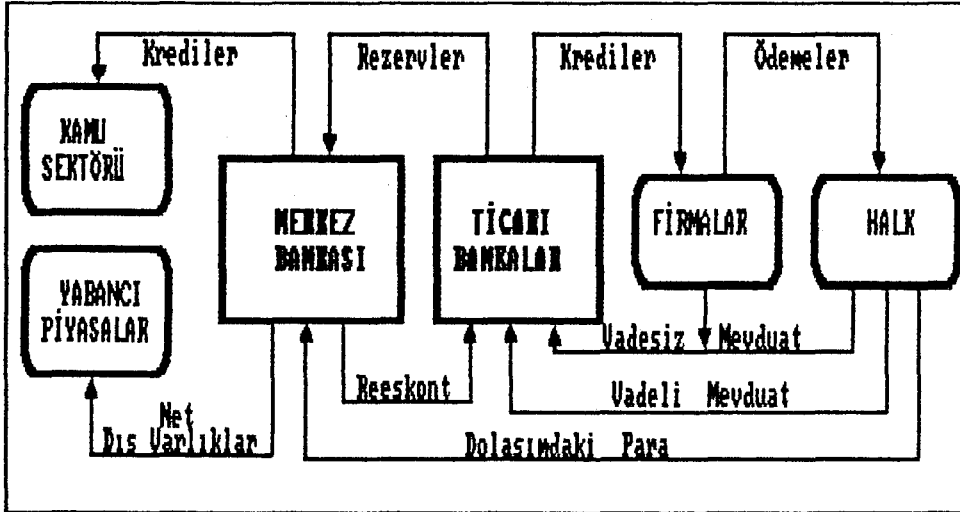 Krediler
Rezervler
Krediler
Ödemeler
KAMU
SEKTÖRÜ
MERKEZ
BANKASI
TİCARI
BANKALAR
FİRMALAR
HALK
YABANCI
PİYASALAR
Vadesiz Mevduat
Reeskont
Vadeli Mevduat
Net
Dıs Varlıklar
Dolasımdaki Para